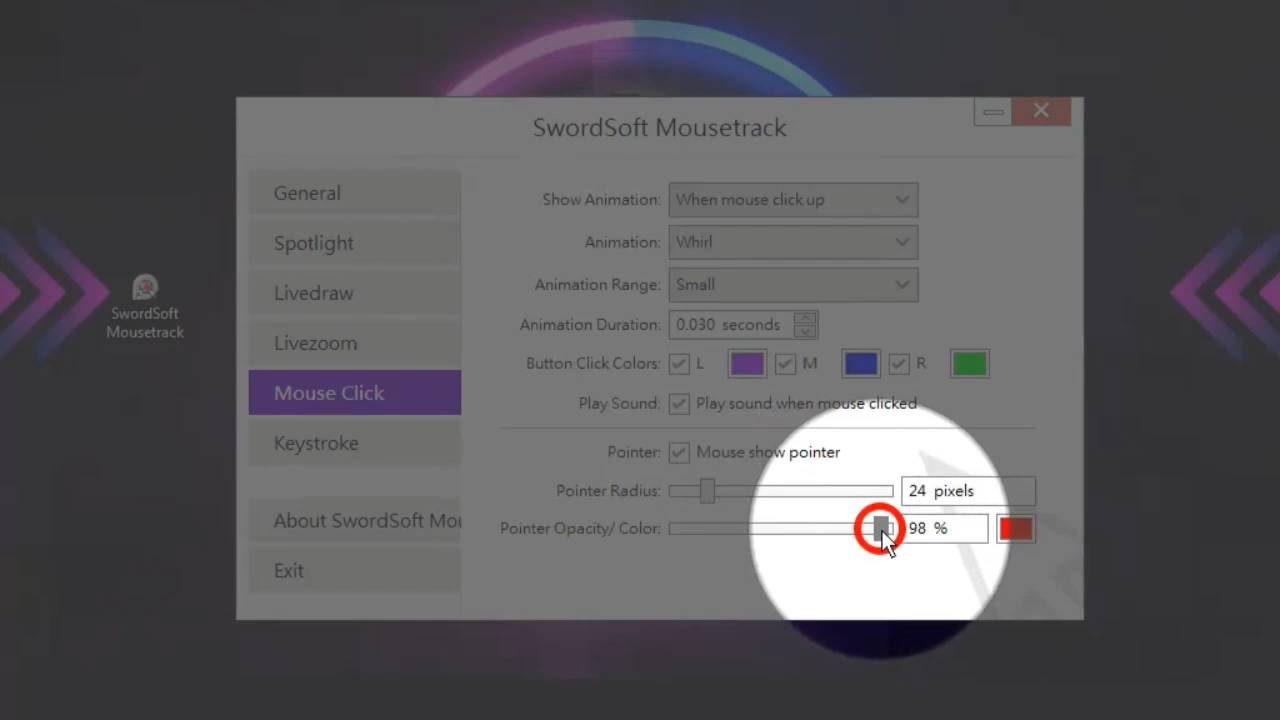 SwordSoft Mousetrack
General
Spotlight
Livedraw
Livezoom
Mouse Click
Keystroke
About SwordSoft Mou
Exit
Show Animation: When mouse click up
Animation: Whirl
Animation Range: Small
Animation Duration: 0.030 seconds
Button Click Colors: L M R
Play Sound: Play sound when mouse clicked
Pointer: Mouse show pointer
Pointer Radius: 24 pixels
Pointer Opacity/ Color: 98 %
SwordSoft
Mousetrack